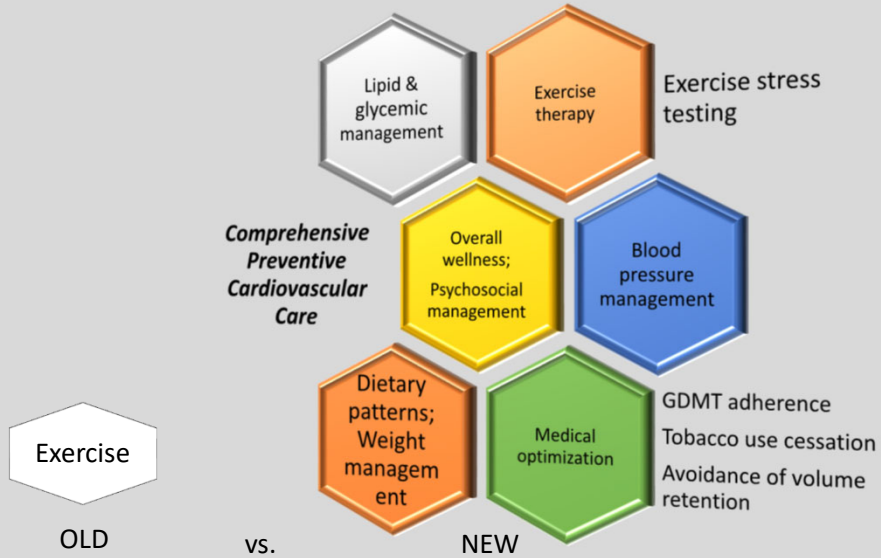 Lipid &
glycemic
management
Exercise
therapy
Exercise stress
testing
Comprehensive
Preventive
Cardiovascular
Care
Overall
wellness;
Psychosocial
management
Blood
pressure
management
Dietary
patterns;
Weight
managem
ent
Medical
optimization
GDMT adherence
Tobacco use cessation
Avoidance of volume
retention
Exercise
OLD
vs.
NEW